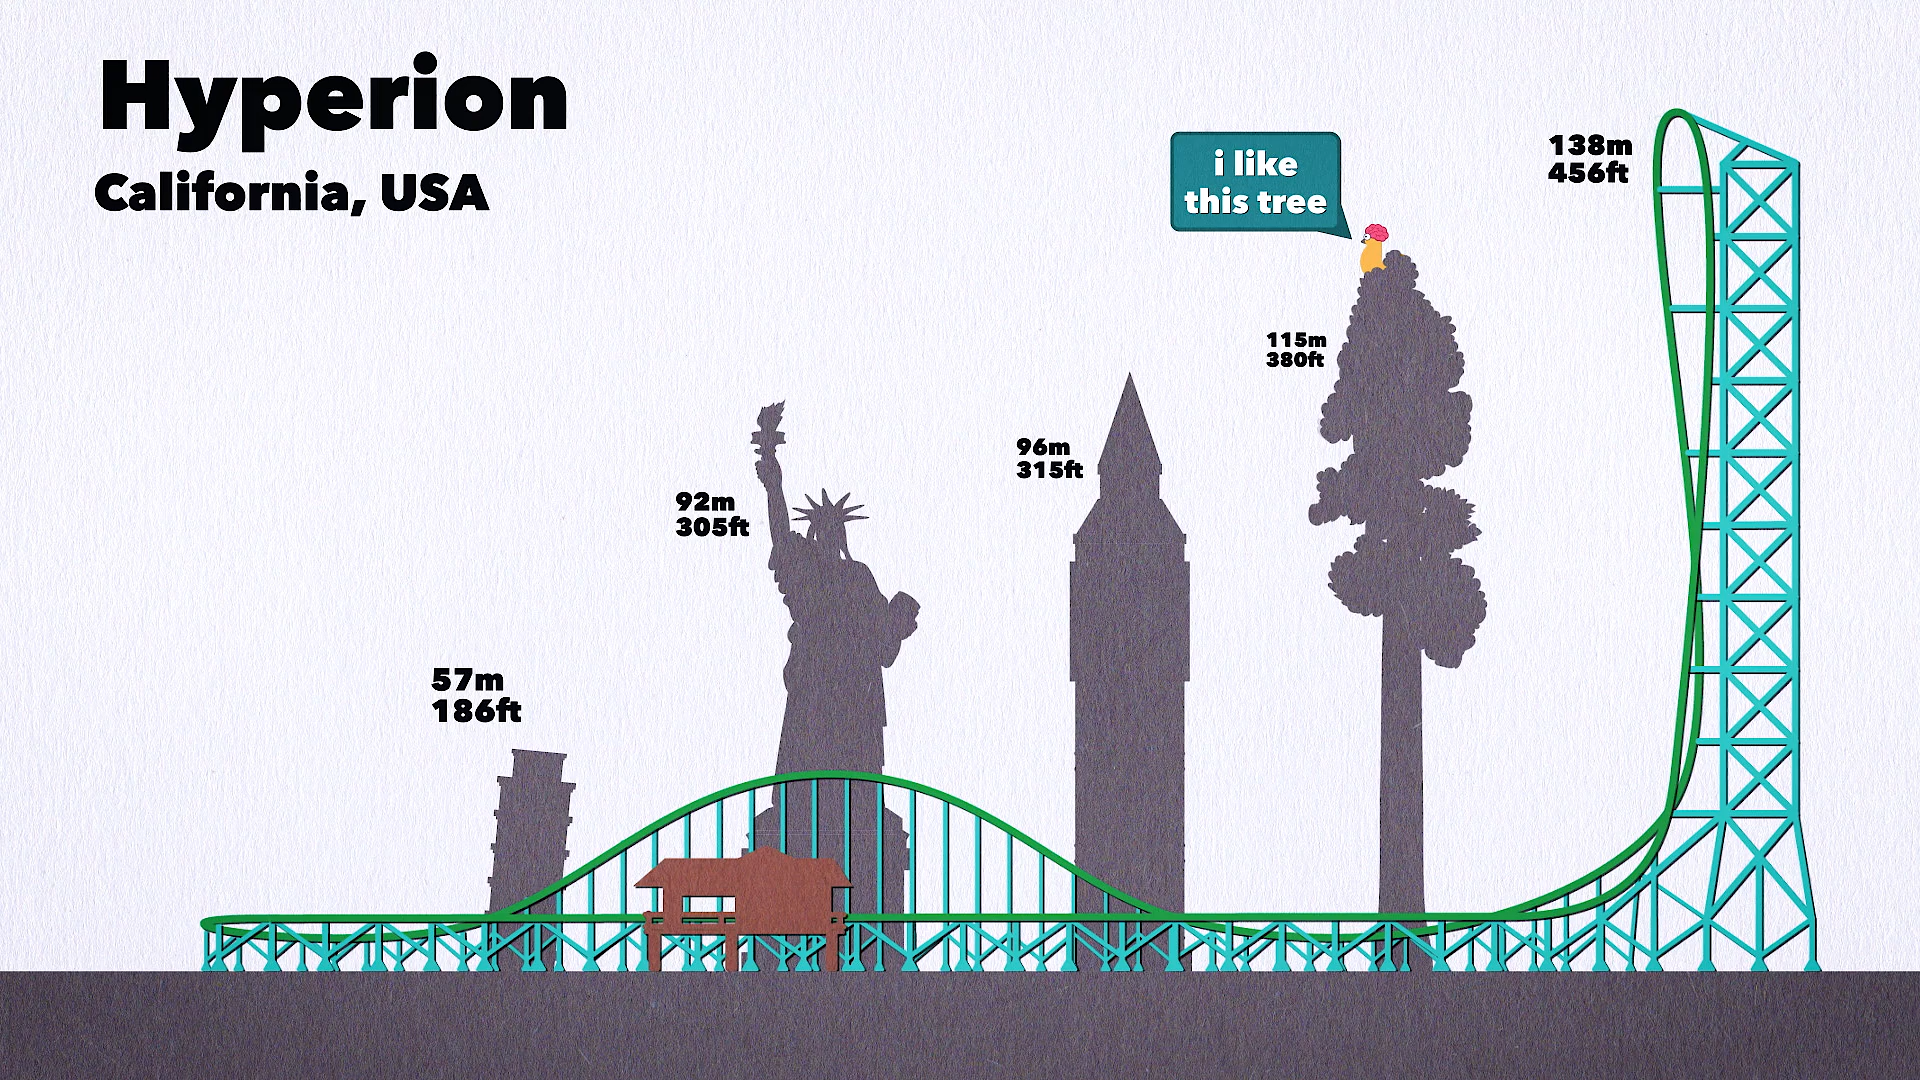 Hyperion
California, USA
i like
this tree
138m
456ft
115m
380ft
96m
315ft
92m
305ft
57m
186ft